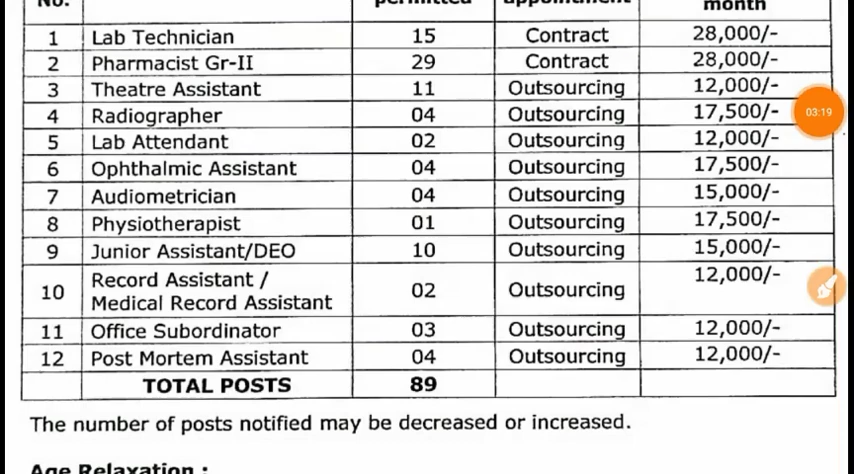 No. permitted appointment month
1 Lab Technician 15 Contract 28,000/-
2 Pharmacist Gr-II 29 Contract 28,000/-
3 Theatre Assistant 11 Outsourcing 12,000/-
4 Radiographer 04 Outsourcing 17,500/-
5 Lab Attendant 02 Outsourcing 12,000/-
6 Ophthalmic Assistant 04 Outsourcing 17,500/-
7 Audiometrician 04 Outsourcing 15,000/-
8 Physiotherapist 01 Outsourcing 17,500/-
9 Junior Assistant/DEO 10 Outsourcing 15,000/-
10 Record Assistant /
Medical Record Assistant 02 Outsourcing 12,000/-
11 Office Subordinator 03 Outsourcing 12,000/-
12 Post Mortem Assistant 04 Outsourcing 12,000/-
TOTAL POSTS 89
The number of posts notified may be decreased or increased.
Age Relaxation :
03:19